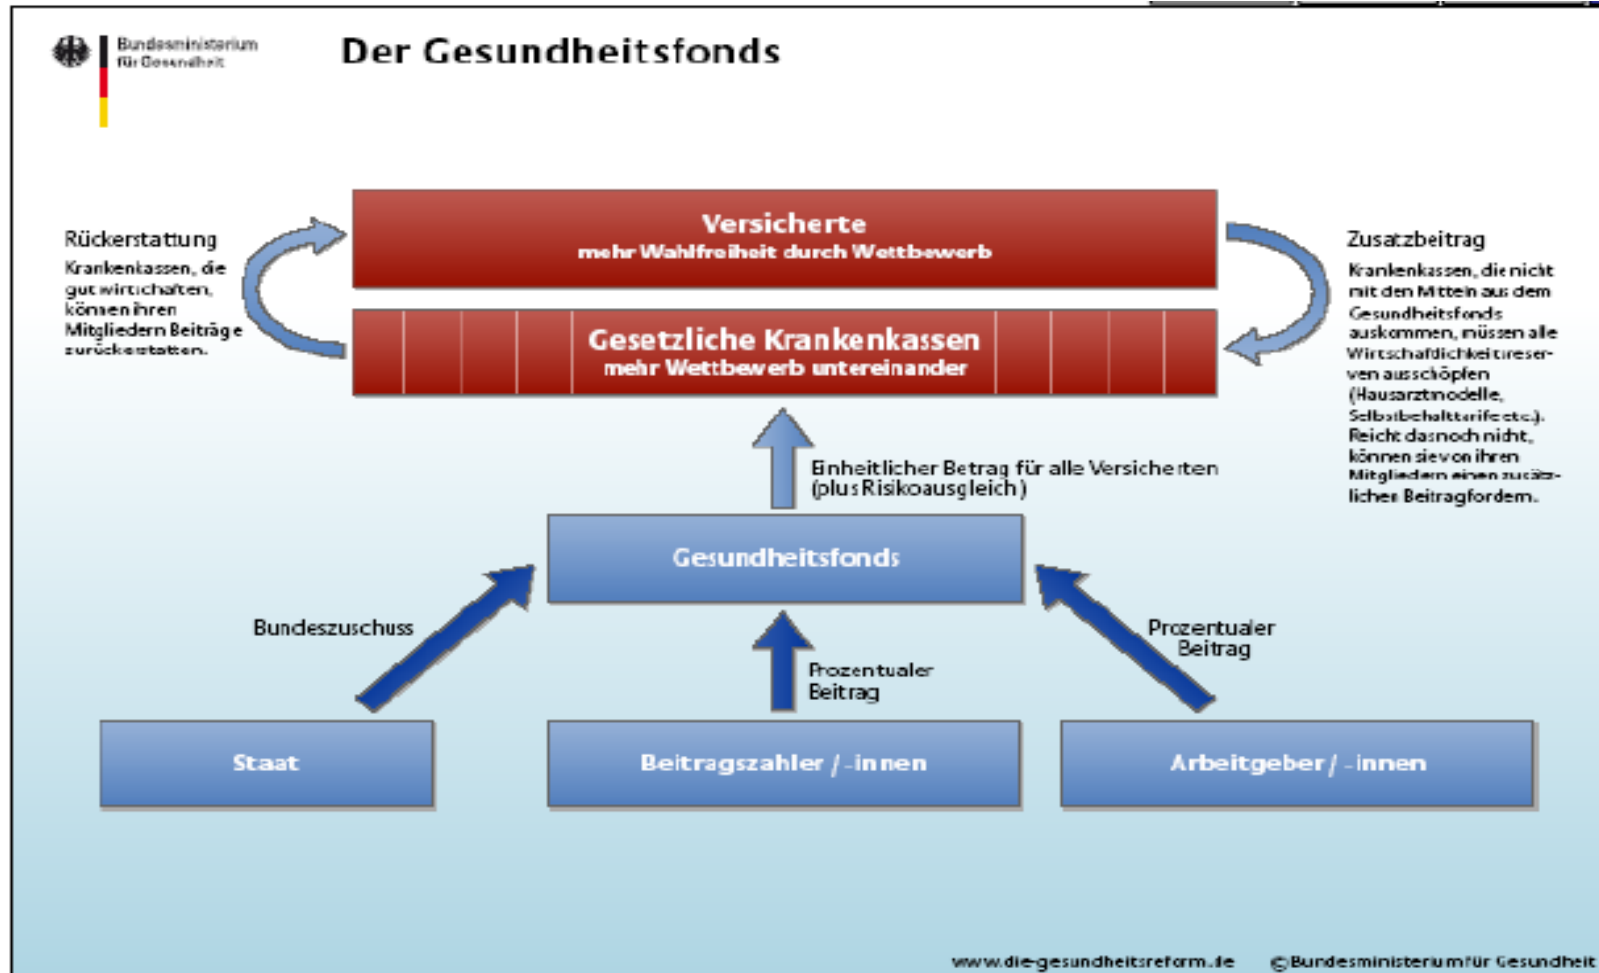 Bundesministerium
für Gesundheit
Der Gesundheitsfonds
Versicherte
mehr Wahlfreiheit durch Wettbewerb
Rückerstattung
Krankenkassen, die
gut wirtschaften,
können ihren
Mitgliedern Beiträge
zurückerstatten.
Gesetzliche Krankenkassen
mehr Wettbewerb untereinander
Zusatzbeitrag
Krankenkassen, die nicht
mit den Mitteln aus dem
Gesundheitsfonds
auskommen, müssen alle
Wirtschaftlichkeitsreser-
ven ausschöpfen
(Hausarztmodelle,
Selbstbehalttarife etc.).
Reicht das noch nicht,
können sie von ihren
Mitgliedern einen zusätz-
lichen Beitrag fordern.
Einheitlicher Betrag für alle Versicherten
(plus Risikoausgleich)
Gesundheitsfonds
Bundeszuschuss
Prozentualer
Beitrag
Prozentualer
Beitrag
Staat
Beitragszahler / -innen
Arbeitgeber / -innen
www.die-gesundheitsreform.de
© Bundesministerium für Gesundheit